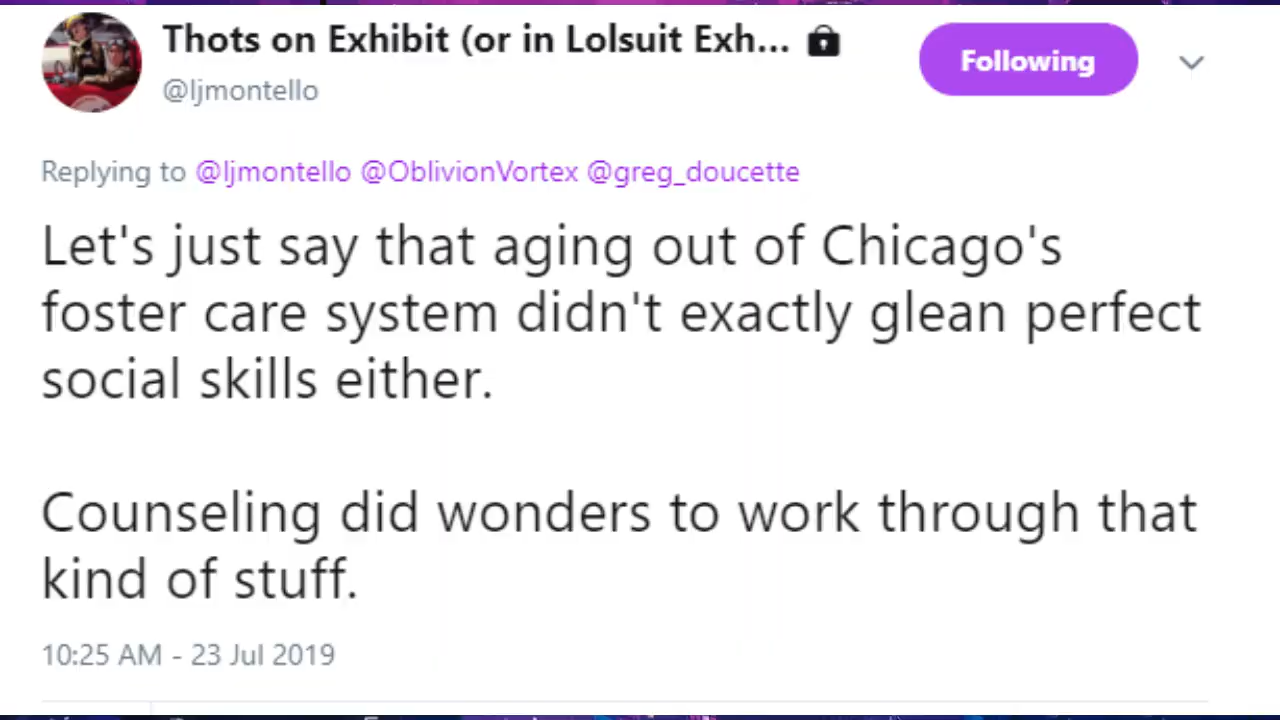 Thots on Exhibit (or in Lolsuit Exh...
Following
@ljmontello
Replying to @ljmontello @OblivionVortex @greg_doucette
Let's just say that aging out of Chicago's
foster care system didn't exactly glean perfect
social skills either.
Counseling did wonders to work through that
kind of stuff.
10:25 AM - 23 Jul 2019